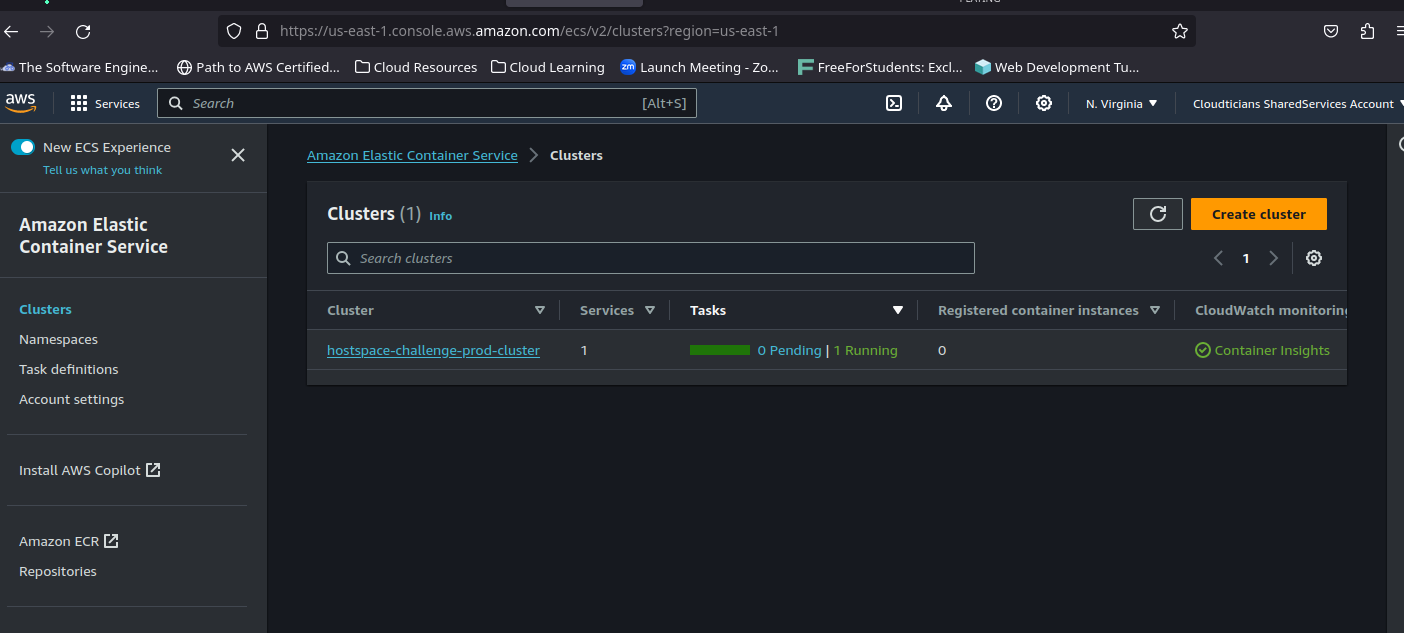 https://us-east-1.console.aws.amazon.com/ecs/v2/clusters?region=us-east-1
The Software Engine... Path to AWS Certified... Cloud Resources Cloud Learning zm Launch Meeting - Zo... FreeForStudents: Excl... Web Development Tu...
aws Services Search [Alt+S] N. Virginia Cloudticians SharedServices Account
New ECS Experience
Tell us what you think
Amazon Elastic
Container Service
Clusters
Namespaces
Task definitions
Account settings
Install AWS Copilot
Amazon ECR
Repositories
Amazon Elastic Container Service Clusters
Clusters (1) Info
Create cluster
Search clusters
1
Cluster Services Tasks Registered container instances CloudWatch monitoring
hostspace-challenge-prod-cluster 1 0 Pending | 1 Running 0 Container Insights